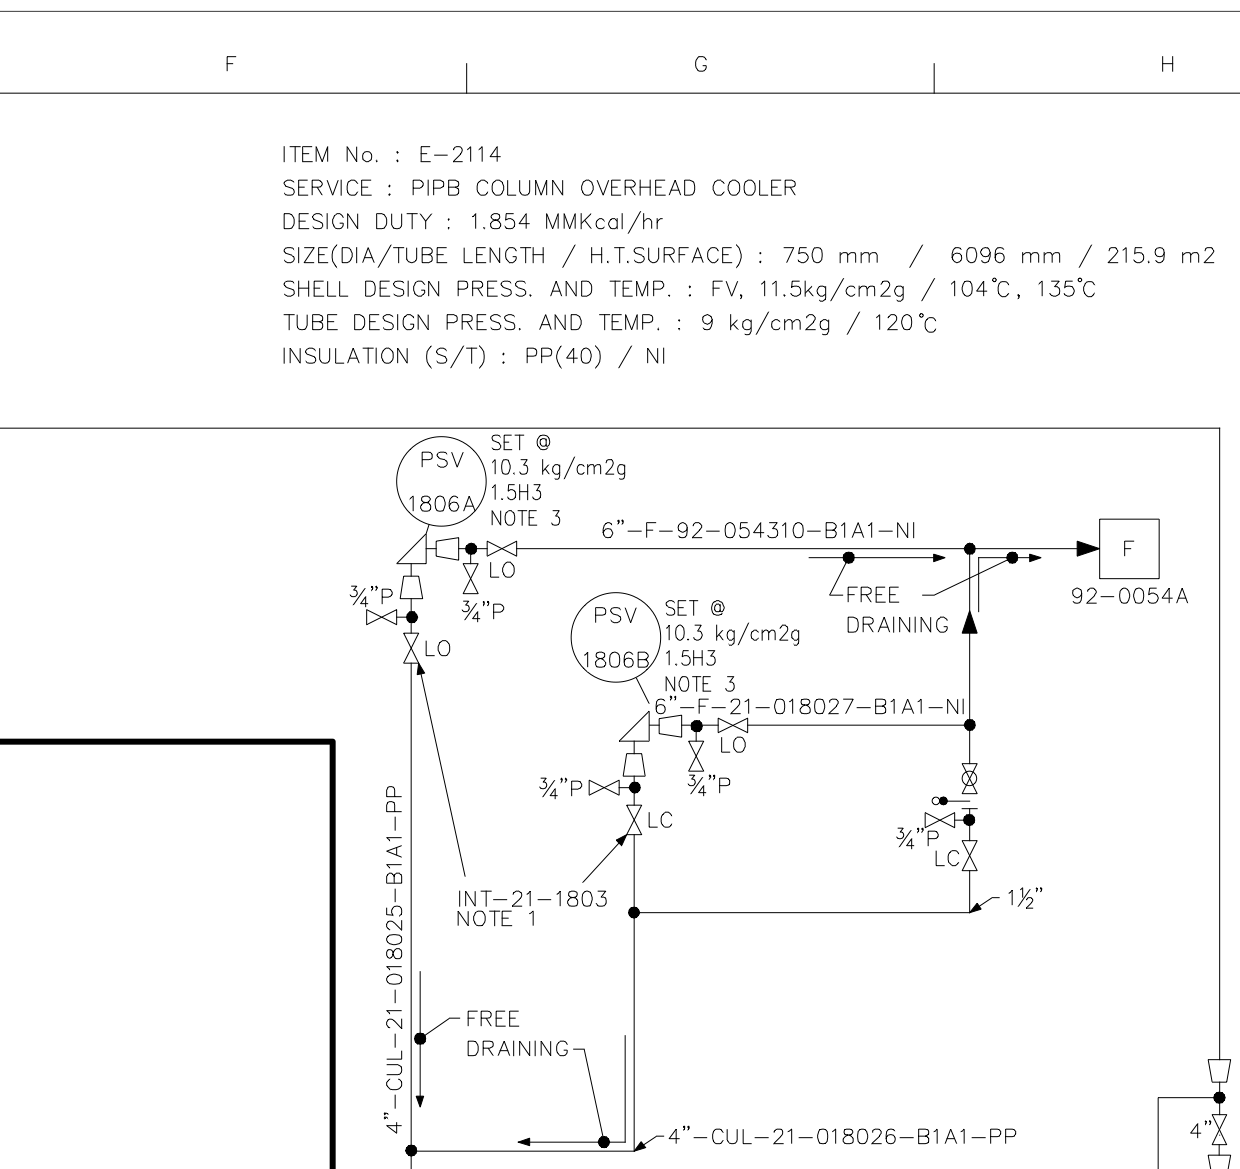 F
G
H
ITEM No. : E-2114
SERVICE : PIPB COLUMN OVERHEAD COOLER
DESIGN DUTY : 1.854 MMKcal/hr
SIZE(DIA/TUBE LENGTH / H.T.SURFACE) : 750 mm / 6096 mm / 215.9 m2
SHELL DESIGN PRESS. AND TEMP. : FV, 11.5kg/cm2g / 104℃, 135℃
TUBE DESIGN PRESS. AND TEMP. : 9 kg/cm2g / 120℃
INSULATION (S/T) : PP(40) / NI
PSV
1806A
SET @
10.3 kg/cm2g
1.5H3
NOTE 3
6"-F-92-054310-B1A1-NI
F
92-0054A
LO
¾"P
¾"P
LO
FREE
DRAINING
PSV
1806B
SET @
10.3 kg/cm2g
1.5H3
NOTE 3
6"-F-21-018027-B1A1-NI
LO
¾"P
¾"P
LC
¾"P
LC
1½"
INT-21-1803
NOTE 1
4"-CUL-21-018025-B1A1-PP
FREE
DRAINING
4"-CUL-21-018026-B1A1-PP
4"